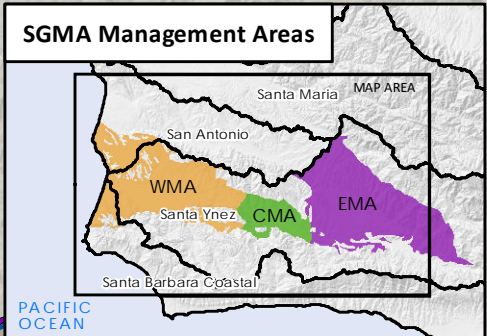 SGMA Management Areas
MAP AREA
Santa Maria
San Antonio
WMA
EMA
Santa Ynez
CMA
Santa Barbara Coastal
PACIFIC
OCEAN